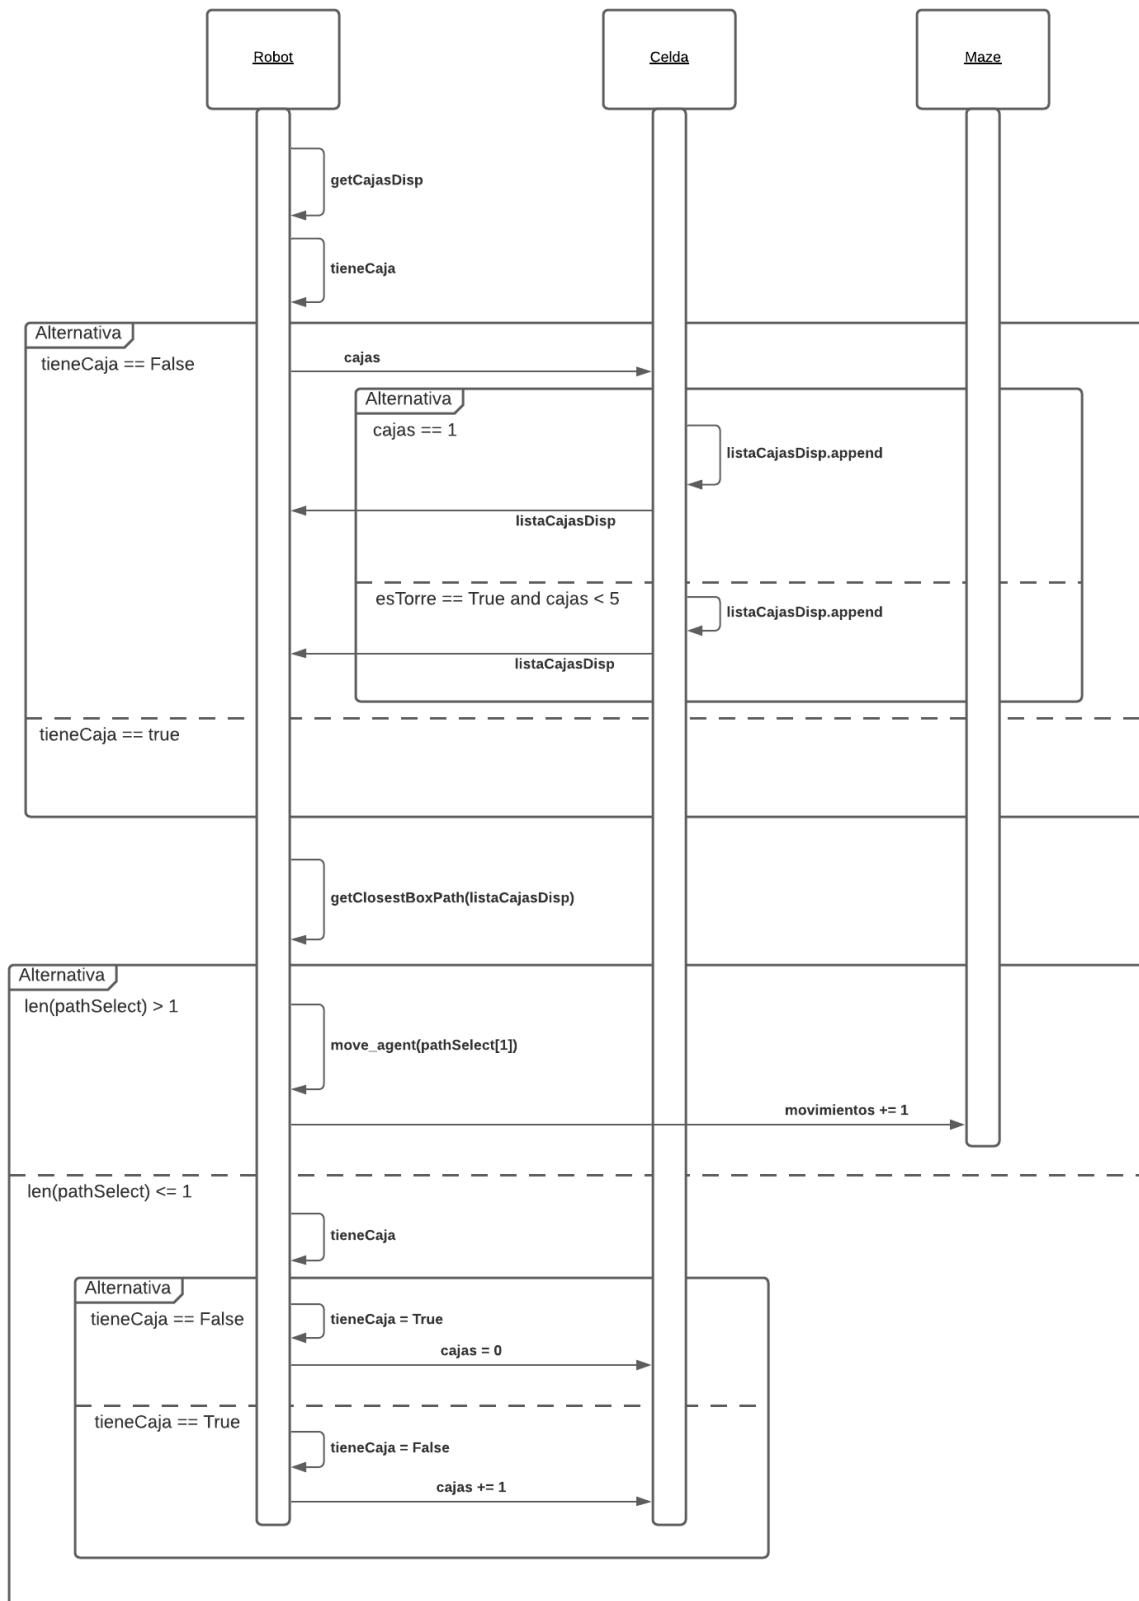 Robot
Celda
Maze
getCajasDisp
tieneCaja
Alternativa
tieneCaja == False
cajas
Alternativa
cajas == 1
listaCajasDisp.append
listaCajasDisp
esTorre == True and cajas < 5
listaCajasDisp.append
listaCajasDisp
tieneCaja == true
getClosestBoxPath(listaCajasDisp)
Alternativa
len(pathSelect) > 1
move_agent(pathSelect[1])
movimientos += 1
len(pathSelect) <= 1
tieneCaja
Alternativa
tieneCaja == False
tieneCaja = True
cajas = 0
tieneCaja == True
tieneCaja = False
cajas += 1